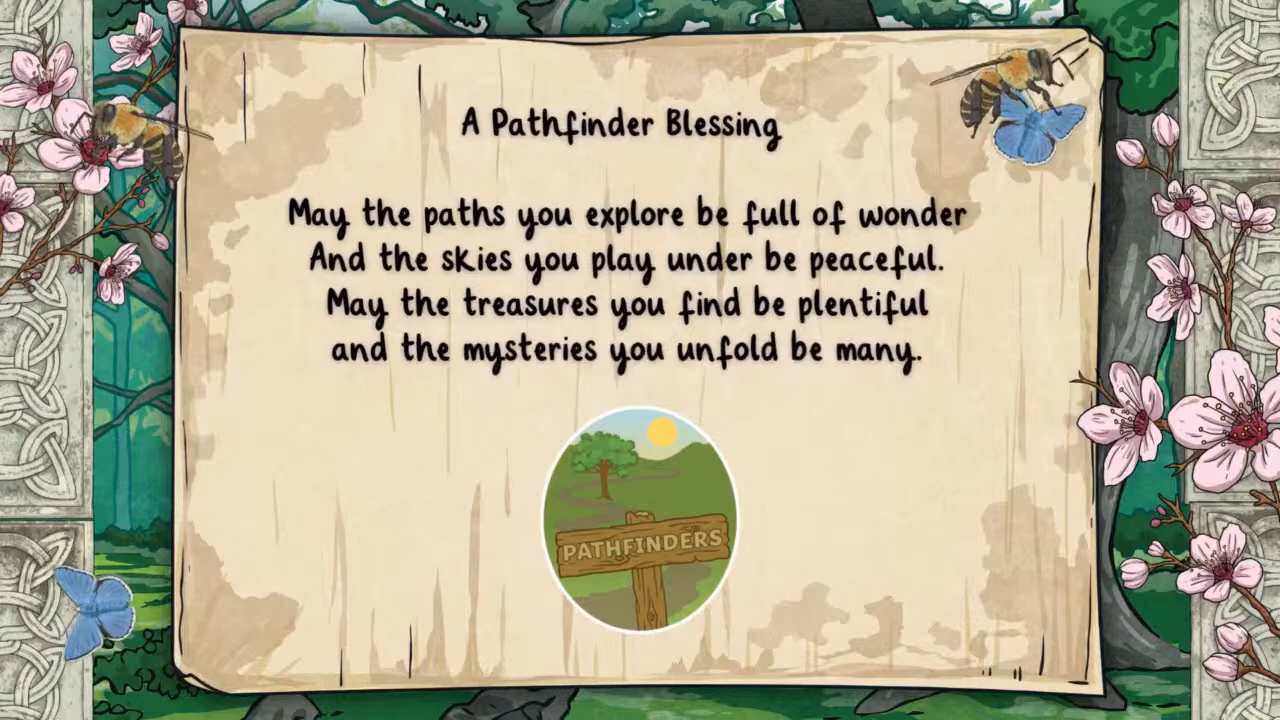 A Pathfinder Blessing
May the paths you explore be full of wonder
And the skies you play under be peaceful.
May the treasures you find be plentiful
and the mysteries you unfold be many.
PATHFINDERS